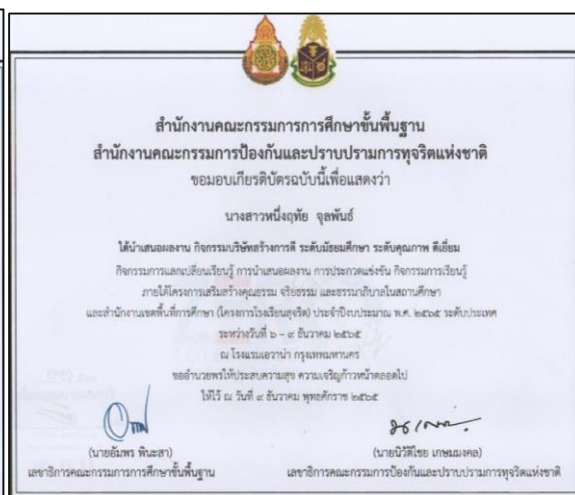 สำนักงานคณะกรรมการการศึกษาขั้นพื้นฐาน
สำนักงานคณะกรรมการป้องกันและปราบปรามการทุจริตแห่งชาติ
ขอมอบเกียรติบัตรฉบับนี้เพื่อแสดงว่า
นางสาวหนึ่งฤทัย จุลพันธ์
ได้นำเสนอผลงาน กิจกรรมบริษัทสร้างการดี ระดับมัธยมศึกษา ระดับคุณภาพ ดีเยี่ยม
กิจกรรมการแลกเปลี่ยนเรียนรู้ การนำเสนอผลงาน การประกวดแข่งขัน กิจกรรมการเรียนรู้
ภายใต้โครงการเสริมสร้างคุณธรรม จริยธรรม และธรรมาภิบาลในสถานศึกษา
และสำนักงานเขตพื้นที่การศึกษา (โครงการโรงเรียนสุจริต) ประจำปีงบประมาณ พ.ศ. ๒๕๖๕ ระดับประเทศ
ระหว่างวันที่ ๖ – ๙ ธันวาคม ๒๕๖๕
ณ โรงแรมเอวาน่า กรุงเทพมหานคร
ขออำนวยพรให้ประสบความสุข ความเจริญก้าวหน้าตลอดไป
ให้ไว้ ณ วันที่ ๙ ธันวาคม พุทธศักราช ๒๕๖๕
(นายอัมพร พินะสา)
(นายนิวัติไชย เกษมมงคล)
เลขาธิการคณะกรรมการการศึกษาขั้นพื้นฐาน
เลขาธิการคณะกรรมการป้องกันและปราบปรามการทุจริตแห่งชาติ